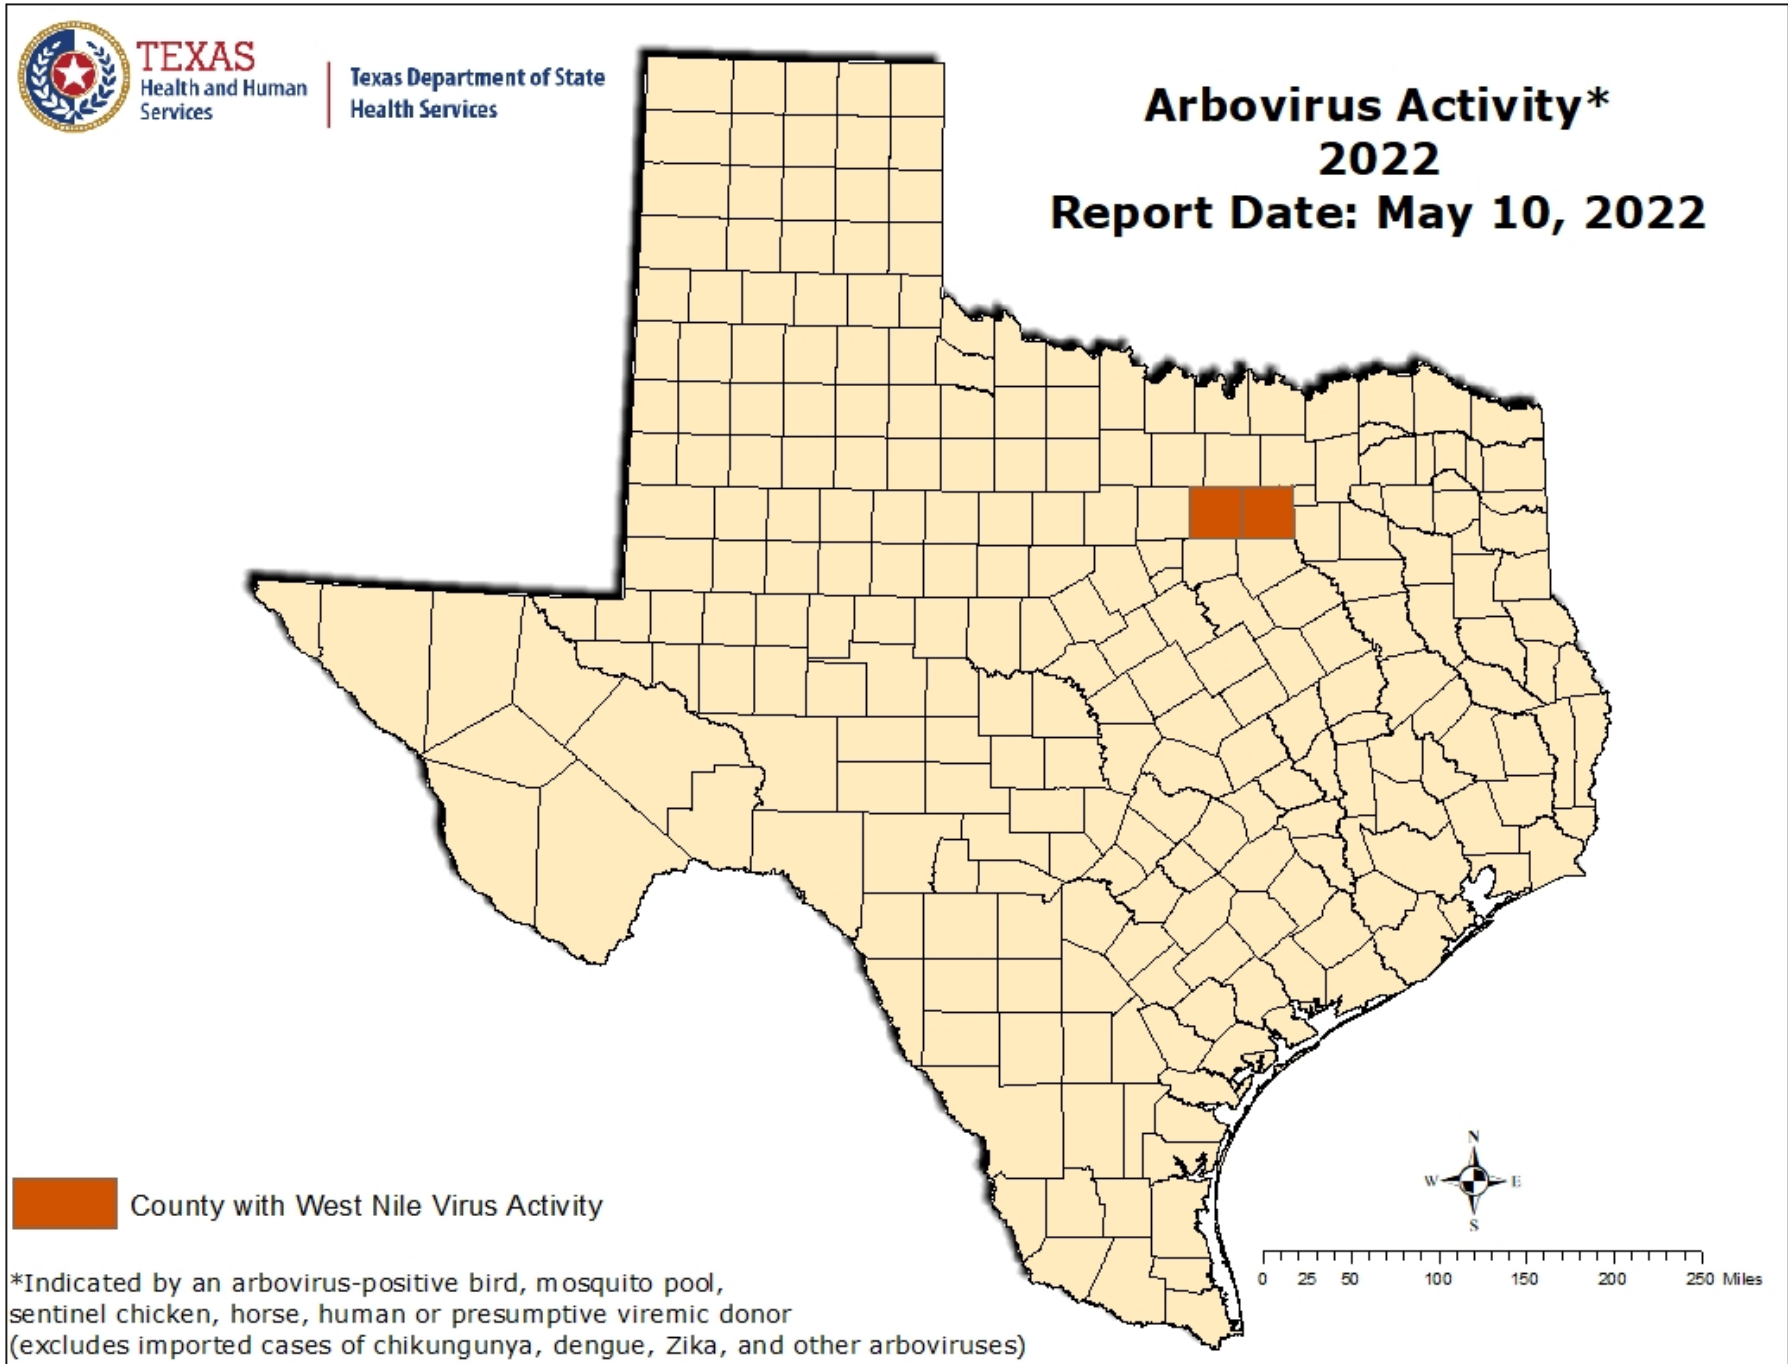 TEXAS
Health and Human
Services
Texas Department of State
Health Services
Arbovirus Activity*
2022
Report Date: May 10, 2022
County with West Nile Virus Activity
*Indicated by an arbovirus-positive bird, mosquito pool,
sentinel chicken, horse, human or presumptive viremic donor
(excludes imported cases of chikungunya, dengue, Zika, and other arboviruses)
N
W E
S
0 25 50 100 150 200 250 Miles